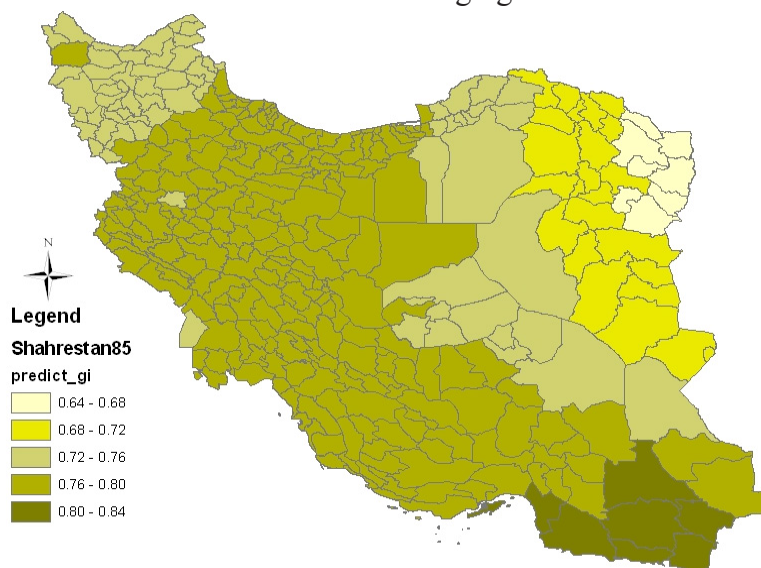 N
Legend
Shahrestan85
predict_gi
0.64 - 0.68
0.68 - 0.72
0.72 - 0.76
0.76 - 0.80
0.80 - 0.84